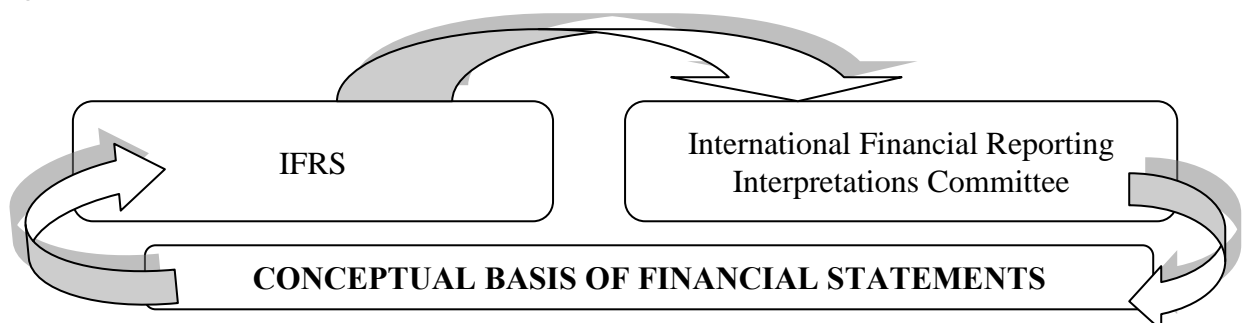 IFRS
International Financial Reporting
Interpretations Committee
CONCEPTUAL BASIS OF FINANCIAL STATEMENTS